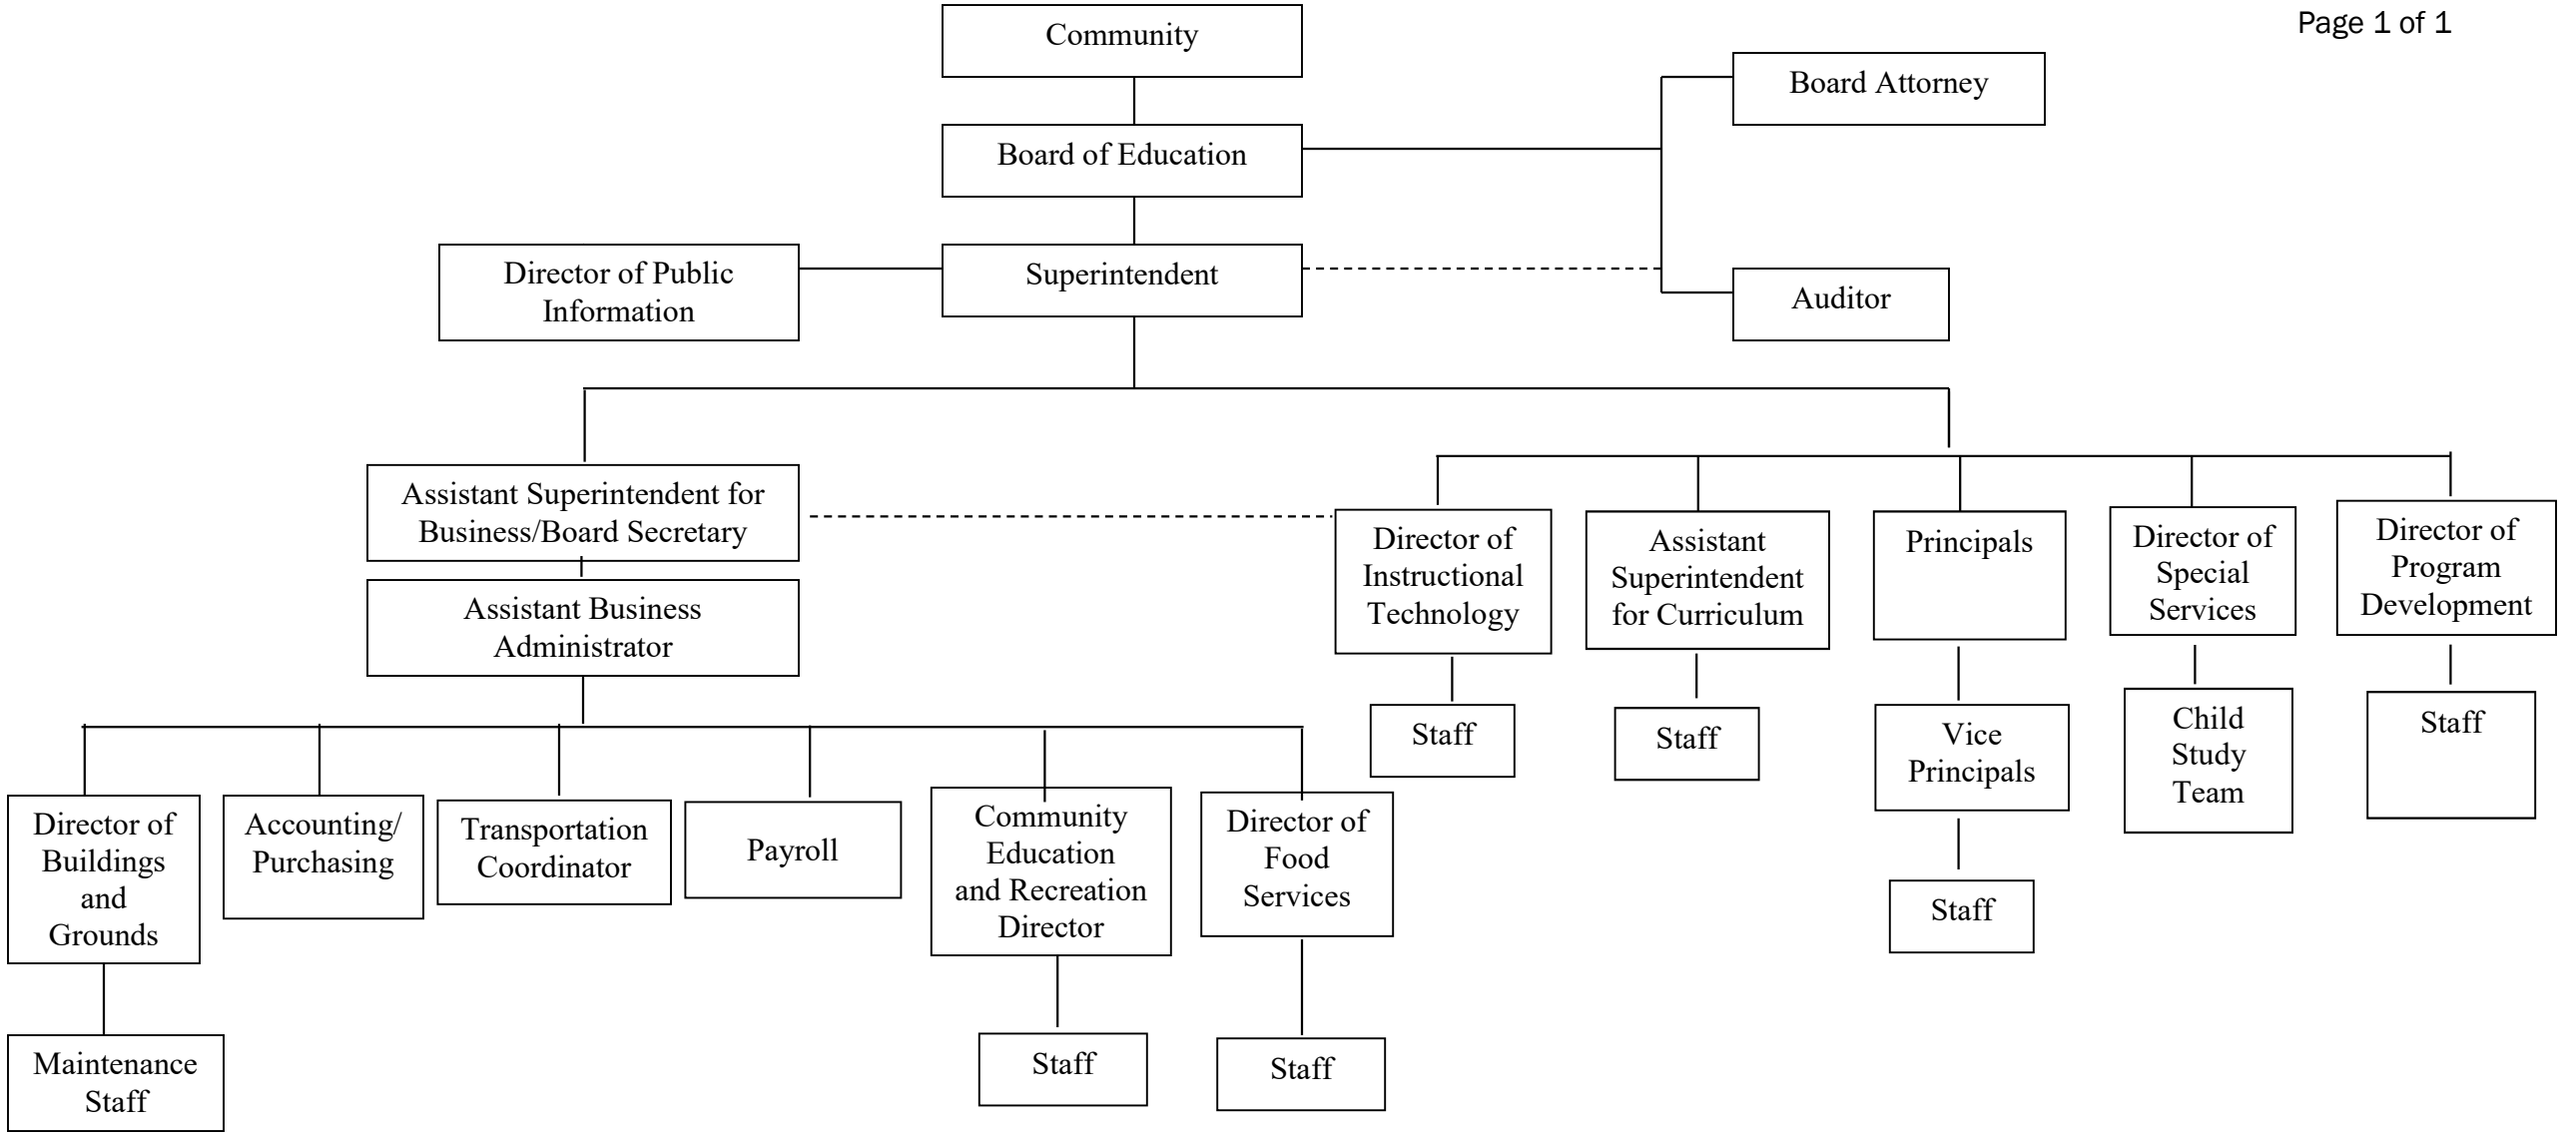 Page 1 of 1
Community
Board Attorney
Board of Education
Director of Public
Information
Superintendent
Auditor
Assistant Superintendent for
Business/Board Secretary
Assistant Business
Administrator
Director of
Instructional
Technology
Assistant
Superintendent
for Curriculum
Principals
Director of
Special
Services
Director of
Program
Development
Staff
Staff
Vice
Principals
Child
Study
Team
Staff
Staff
Director of
Buildings
and
Grounds
Accounting/
Purchasing
Transportation
Coordinator
Payroll
Community
Education
and Recreation
Director
Director of
Food
Services
Maintenance
Staff
Staff
Staff